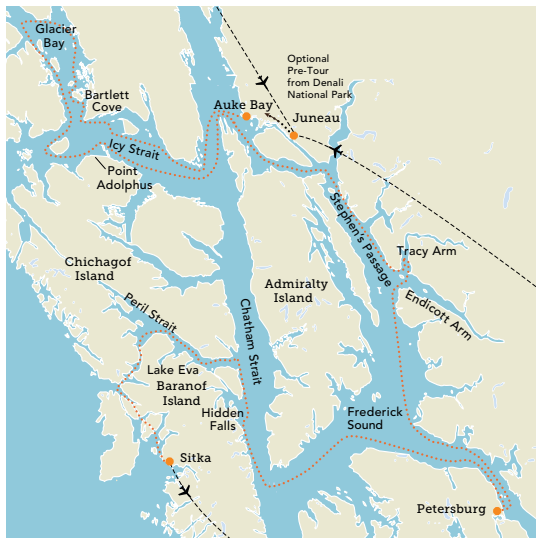 Glacier
Bay
Optional
Pre-Tour
from Denali
National Park
Bartlett
Cove
Auke Bay
Juneau
Icy Strait
Point
Adolphus
Stephen's Passage
Tracy Arm
Chichagof
Island
Admiralty
Island
Endicott Arm
Peril Strait
Chatham Strait
Lake Eva
Baranof
Island
Hidden
Falls
Frederick
Sound
Sitka
Petersburg